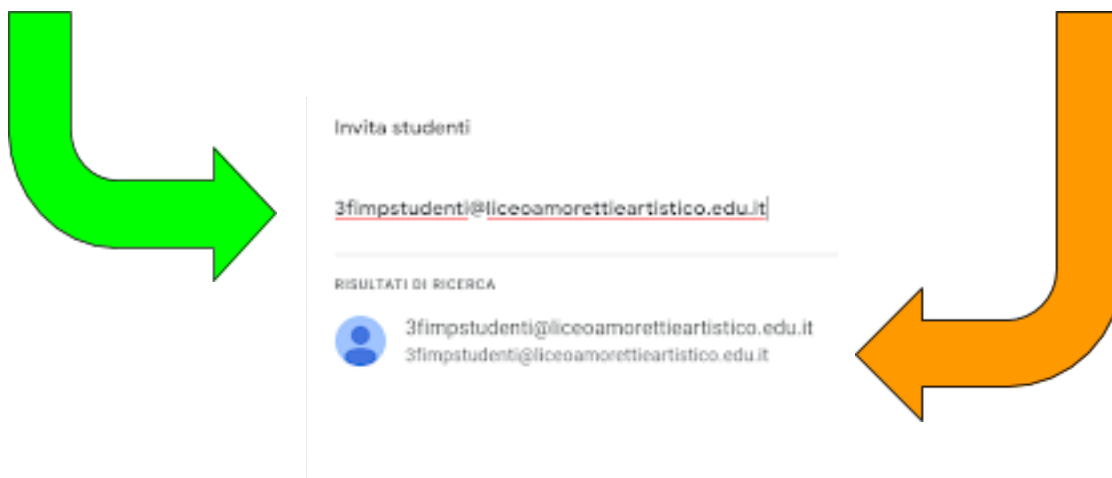 Invita studenti
3fimpstudenti@liceoamorettieartistico.edu.it
RISULTATI DI RICERCA
3fimpstudenti@liceoamorettieartistico.edu.it
3fimpstudenti@liceoamorettieartistico.edu.it